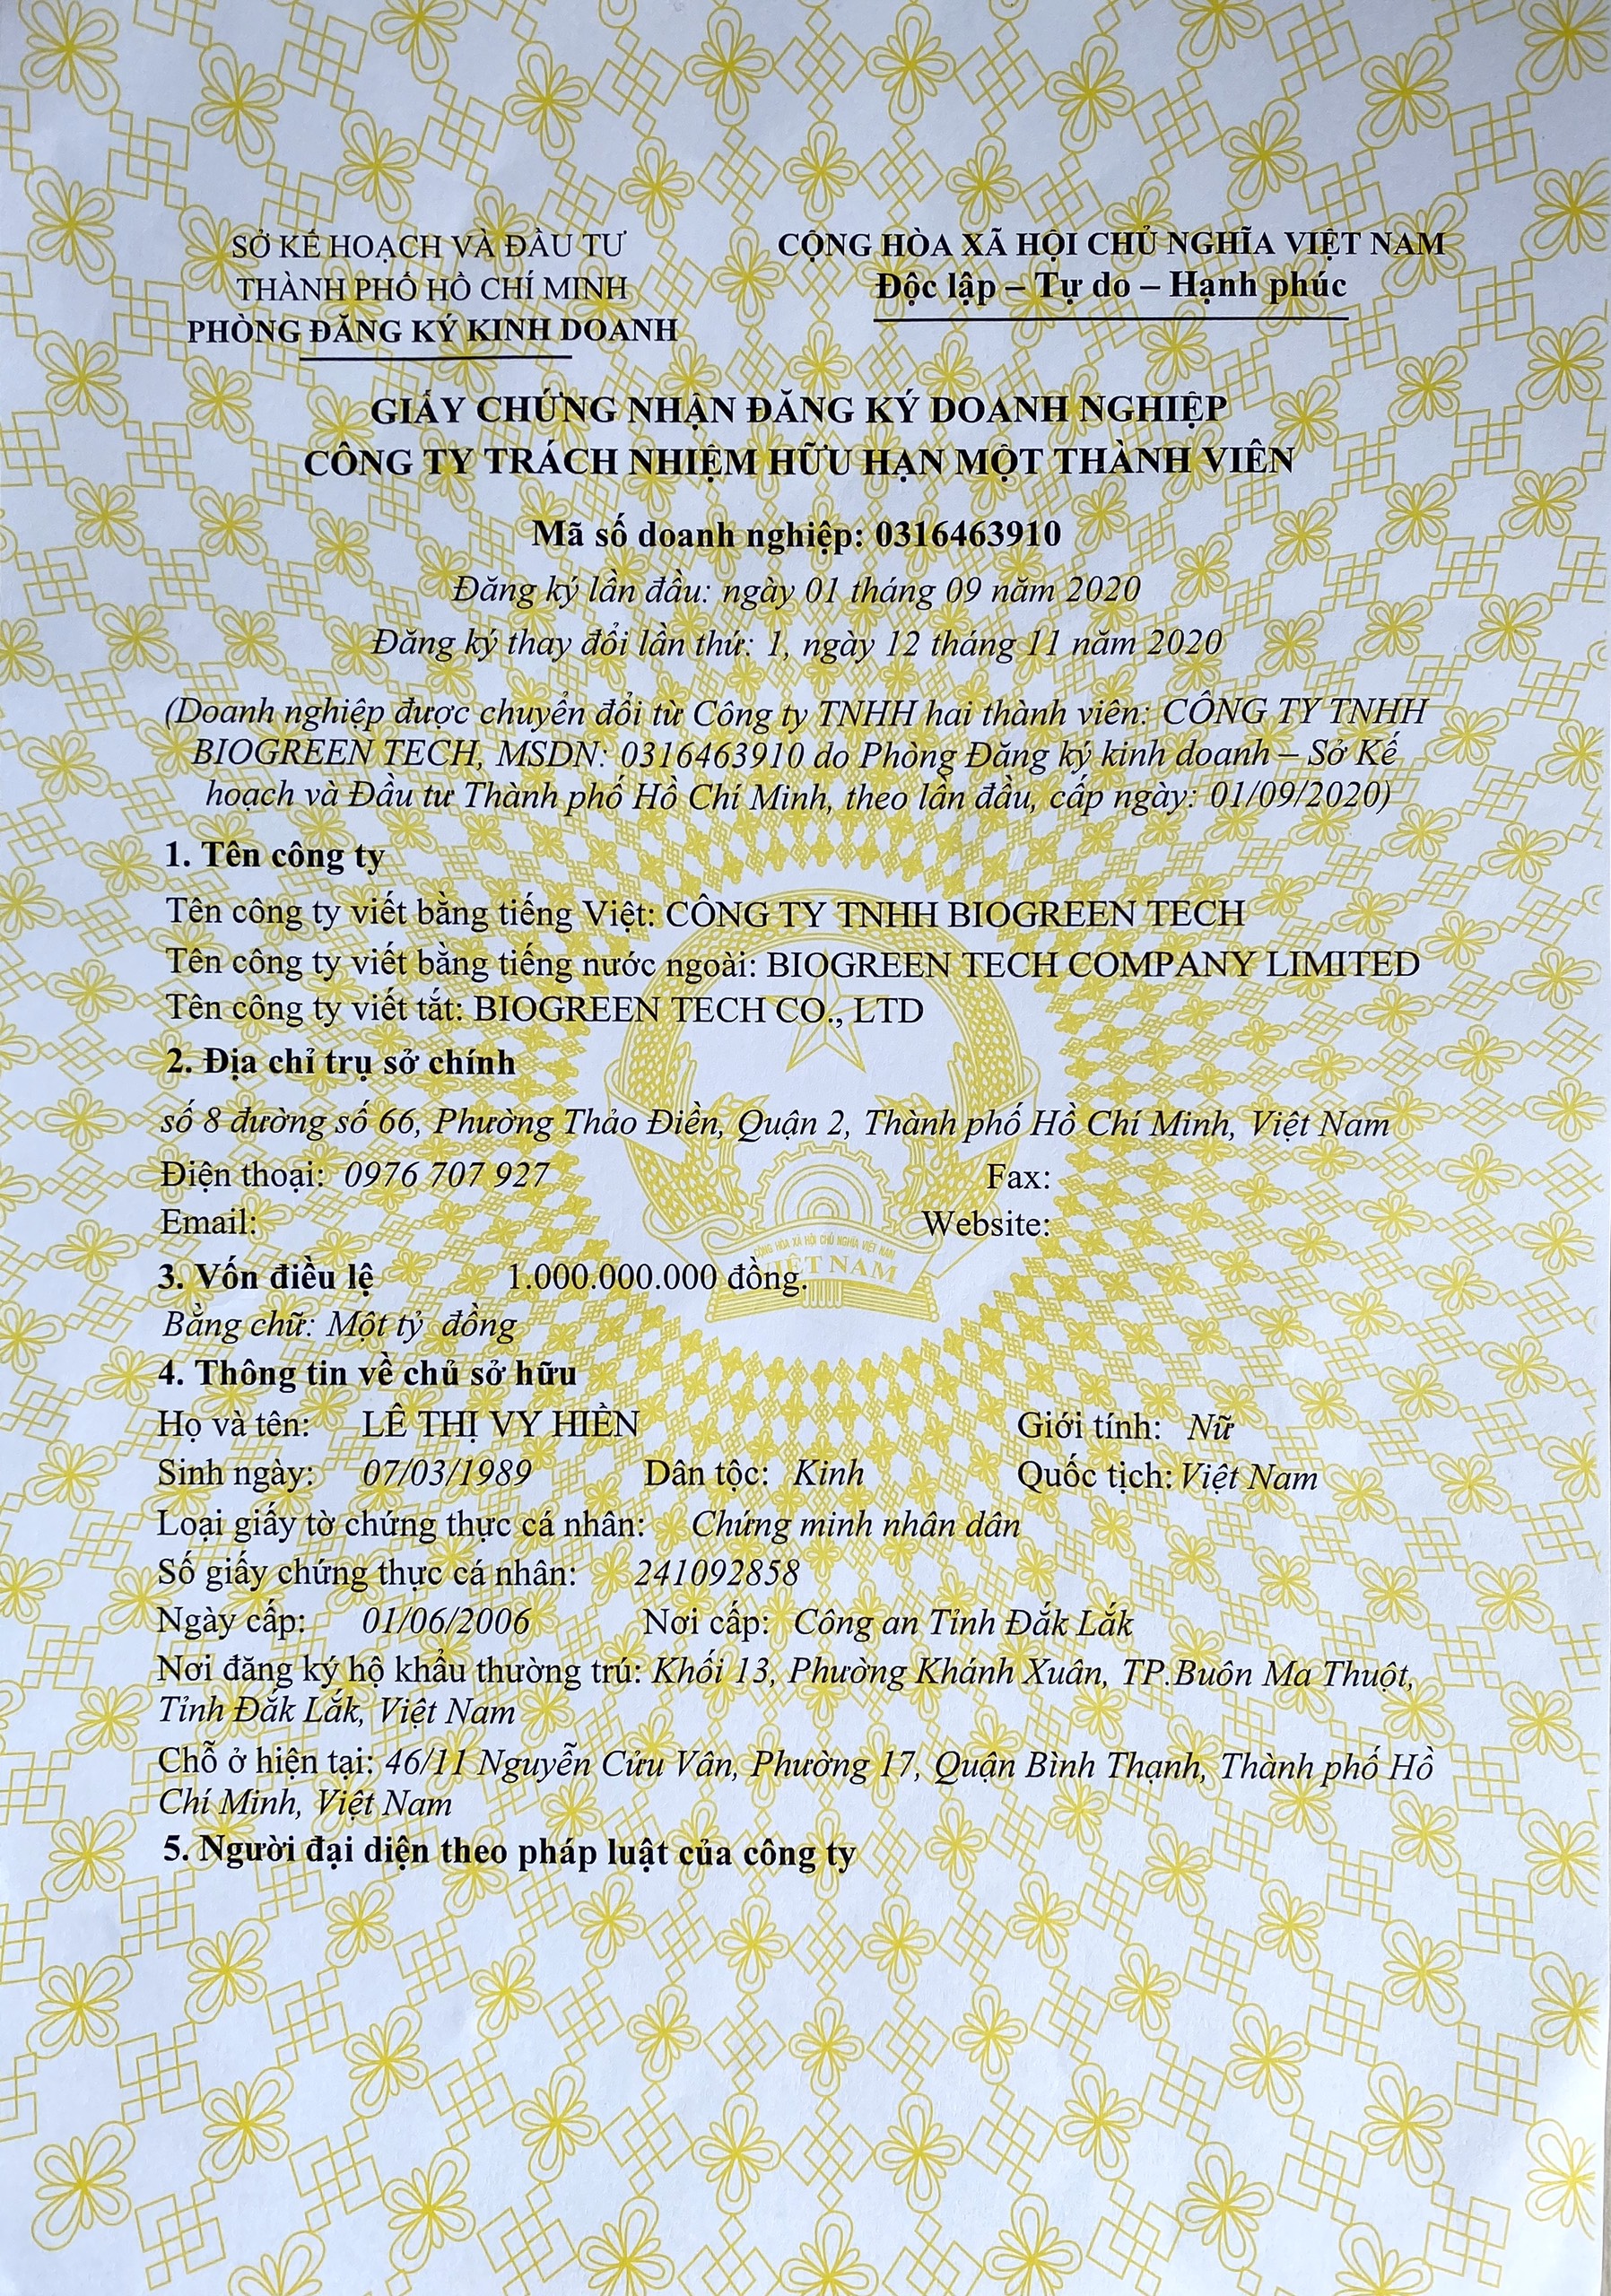 SỞ KẾ HOẠCH VÀ ĐẦU TƯ
THÀNH PHỐ HỒ CHÍ MINH
PHÒNG ĐĂNG KÝ KINH DOANH
CỘNG HÒA XÃ HỘI CHỦ NGHĨA VIỆT NAM
Độc lập – Tự do – Hạnh phúc
GIẤY CHỨNG NHẬN ĐĂNG KÝ DOANH NGHIỆP
CÔNG TY TRÁCH NHIỆM HỮU HẠN MỘT THÀNH VIÊN
Mã số doanh nghiệp: 0316463910
Đăng ký lần đầu: ngày 01 tháng 09 năm 2020
Đăng ký thay đổi lần thứ: 1, ngày 12 tháng 11 năm 2020
(Doanh nghiệp được chuyển đổi từ Công ty TNHH hai thành viên: CÔNG TY TNHH
BIOGREEN TECH, MSDN: 0316463910 do Phòng Đăng ký kinh doanh – Sở Kế
hoạch và Đầu tư Thành phố Hồ Chí Minh, theo lần đầu, cấp ngày: 01/09/2020)
1. Tên công ty
Tên công ty viết bằng tiếng Việt: CÔNG TY TNHH BIOGREEN TECH
Tên công ty viết bằng tiếng nước ngoài: BIOGREEN TECH COMPANY LIMITED
Tên công ty viết tắt: BIOGREEN TECH CO., LTD
2. Địa chỉ trụ sở chính
số 8 đường số 66, Phường Thảo Điền, Quận 2, Thành phố Hồ Chí Minh, Việt Nam
Điện thoại: 0976 707 927 Fax:
Email: Website:
CỘNG HÒA XÃ HỘI CHỦ NGHĨA VIỆT NAM
VIỆT NAM
3. Vốn điều lệ 1.000.000.000 đồng.
Bằng chữ: Một tỷ đồng
4. Thông tin về chủ sở hữu
Họ và tên: LÊ THỊ VY HIỀN Giới tính: Nữ
Sinh ngày: 07/03/1989 Dân tộc: Kinh Quốc tịch: Việt Nam
Loại giấy tờ chứng thực cá nhân: Chứng minh nhân dân
Số giấy chứng thực cá nhân: 241092858
Ngày cấp: 01/06/2006 Nơi cấp: Công an Tỉnh Đắk Lắk
Nơi đăng ký hộ khẩu thường trú: Khối 13, Phường Khánh Xuân, TP.Buôn Ma Thuột,
Tỉnh Đắk Lắk, Việt Nam
Chỗ ở hiện tại: 46/11 Nguyễn Cửu Vân, Phường 17, Quận Bình Thạnh, Thành phố Hồ
Chí Minh, Việt Nam
5. Người đại diện theo pháp luật của công ty